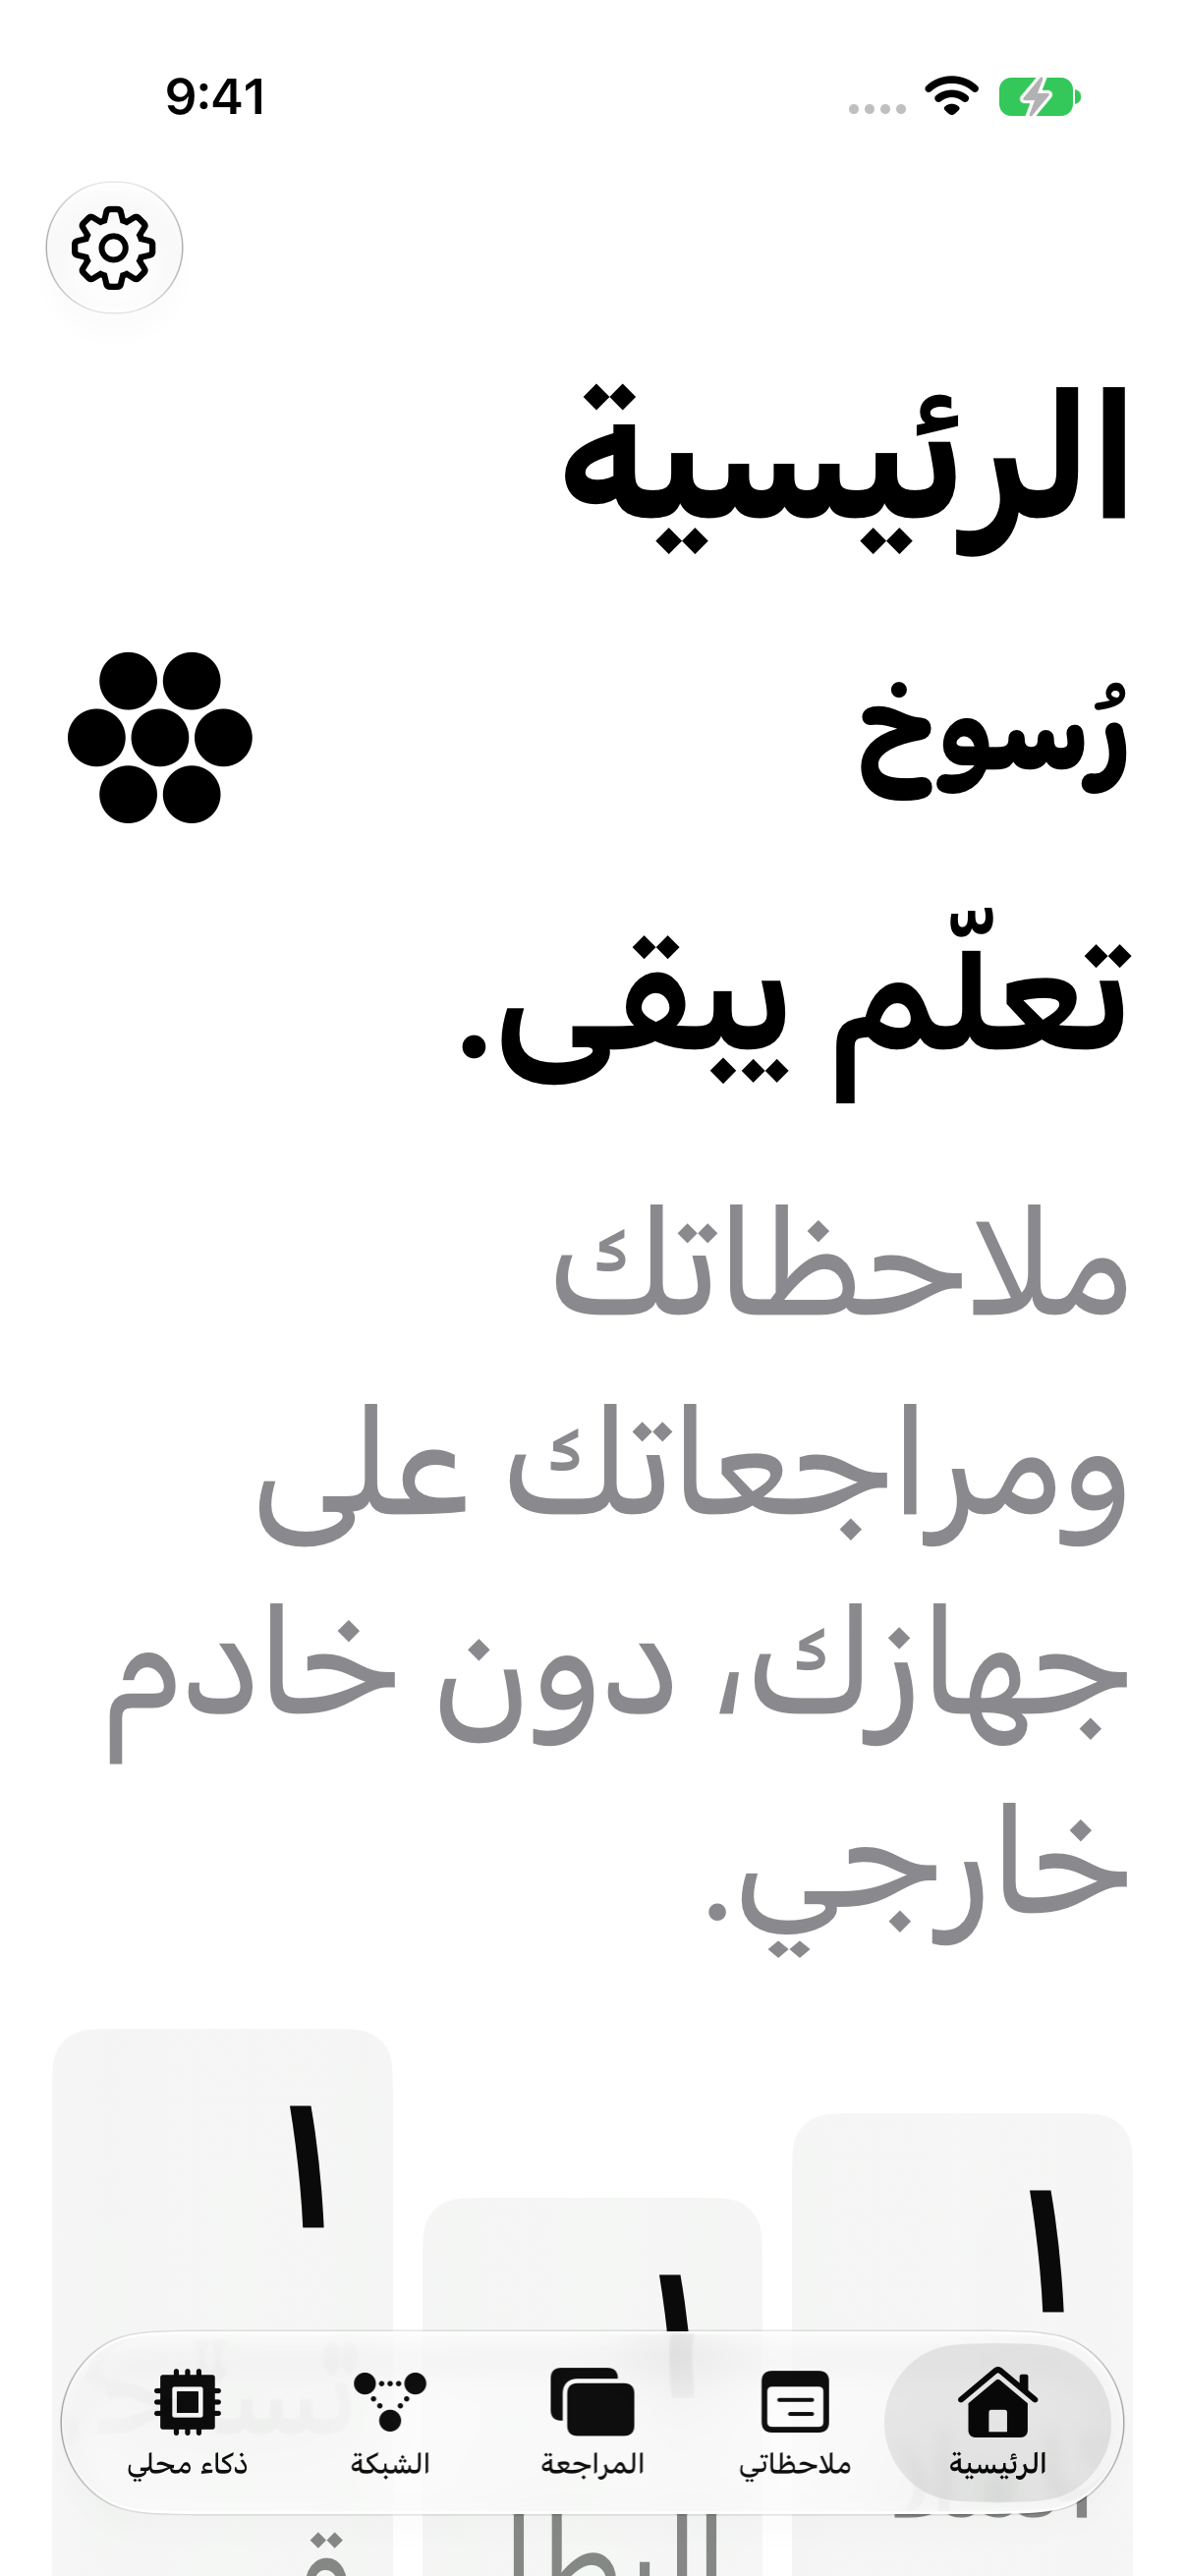 9:41
الرئيسية
رُسوخ
تعلّم يبقى.
ملاحظاتك
ومراجعاتك على
جهازك، دون خادم
خارجي.
١
١
١
الرئيسية
ملاحظاتي
المراجعة
الشبكة
ذكاء محلي